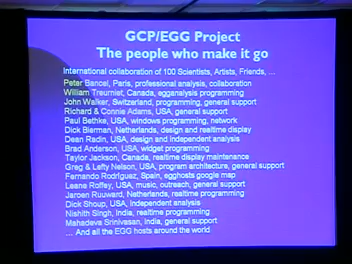 GCP/EGG Project
The people who make it go
International collaboration of 100 Scientists, Artists, Friends, ...
Peter Bancel, Paris, professional analysis, collaboration
William Treurniet, Canada, egganalysis programming
John Walker, Switzerland, programming, general support
Richard & Connie Adams, USA, general support
Paul Bethke, USA, windows programming, network
Dick Bierman, Netherlands, design and realtime display
Dean Radin, USA, design and independent analysis
Brad Anderson, USA, widget programming
Taylor Jackson, Canada, realtime display maintenance
Greg & Lefty Nelson, USA, program architecture, general support
Fernando Rodríguez, Spain, egghosts google map
Leane Roffey, USA, music, outreach, general support
Jaroen Ruuward, Netherlands, realtime programming
Dick Shoup, USA, independent analysis
Nishith Singh, India, realtime programming
Mahadeva Srinivasan, India, general support
.... And all the EGG hosts around the world